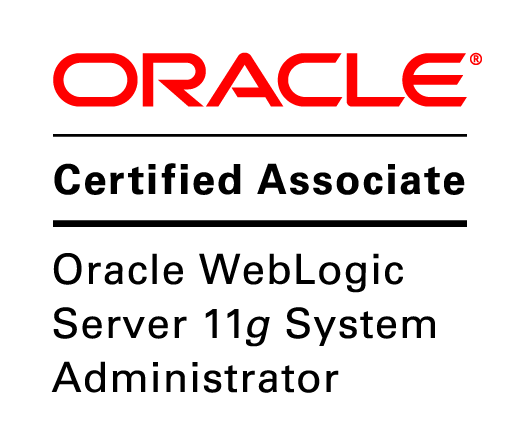 ORACLE®
Certified Associate
Oracle WebLogic
Server 11g System
Administrator